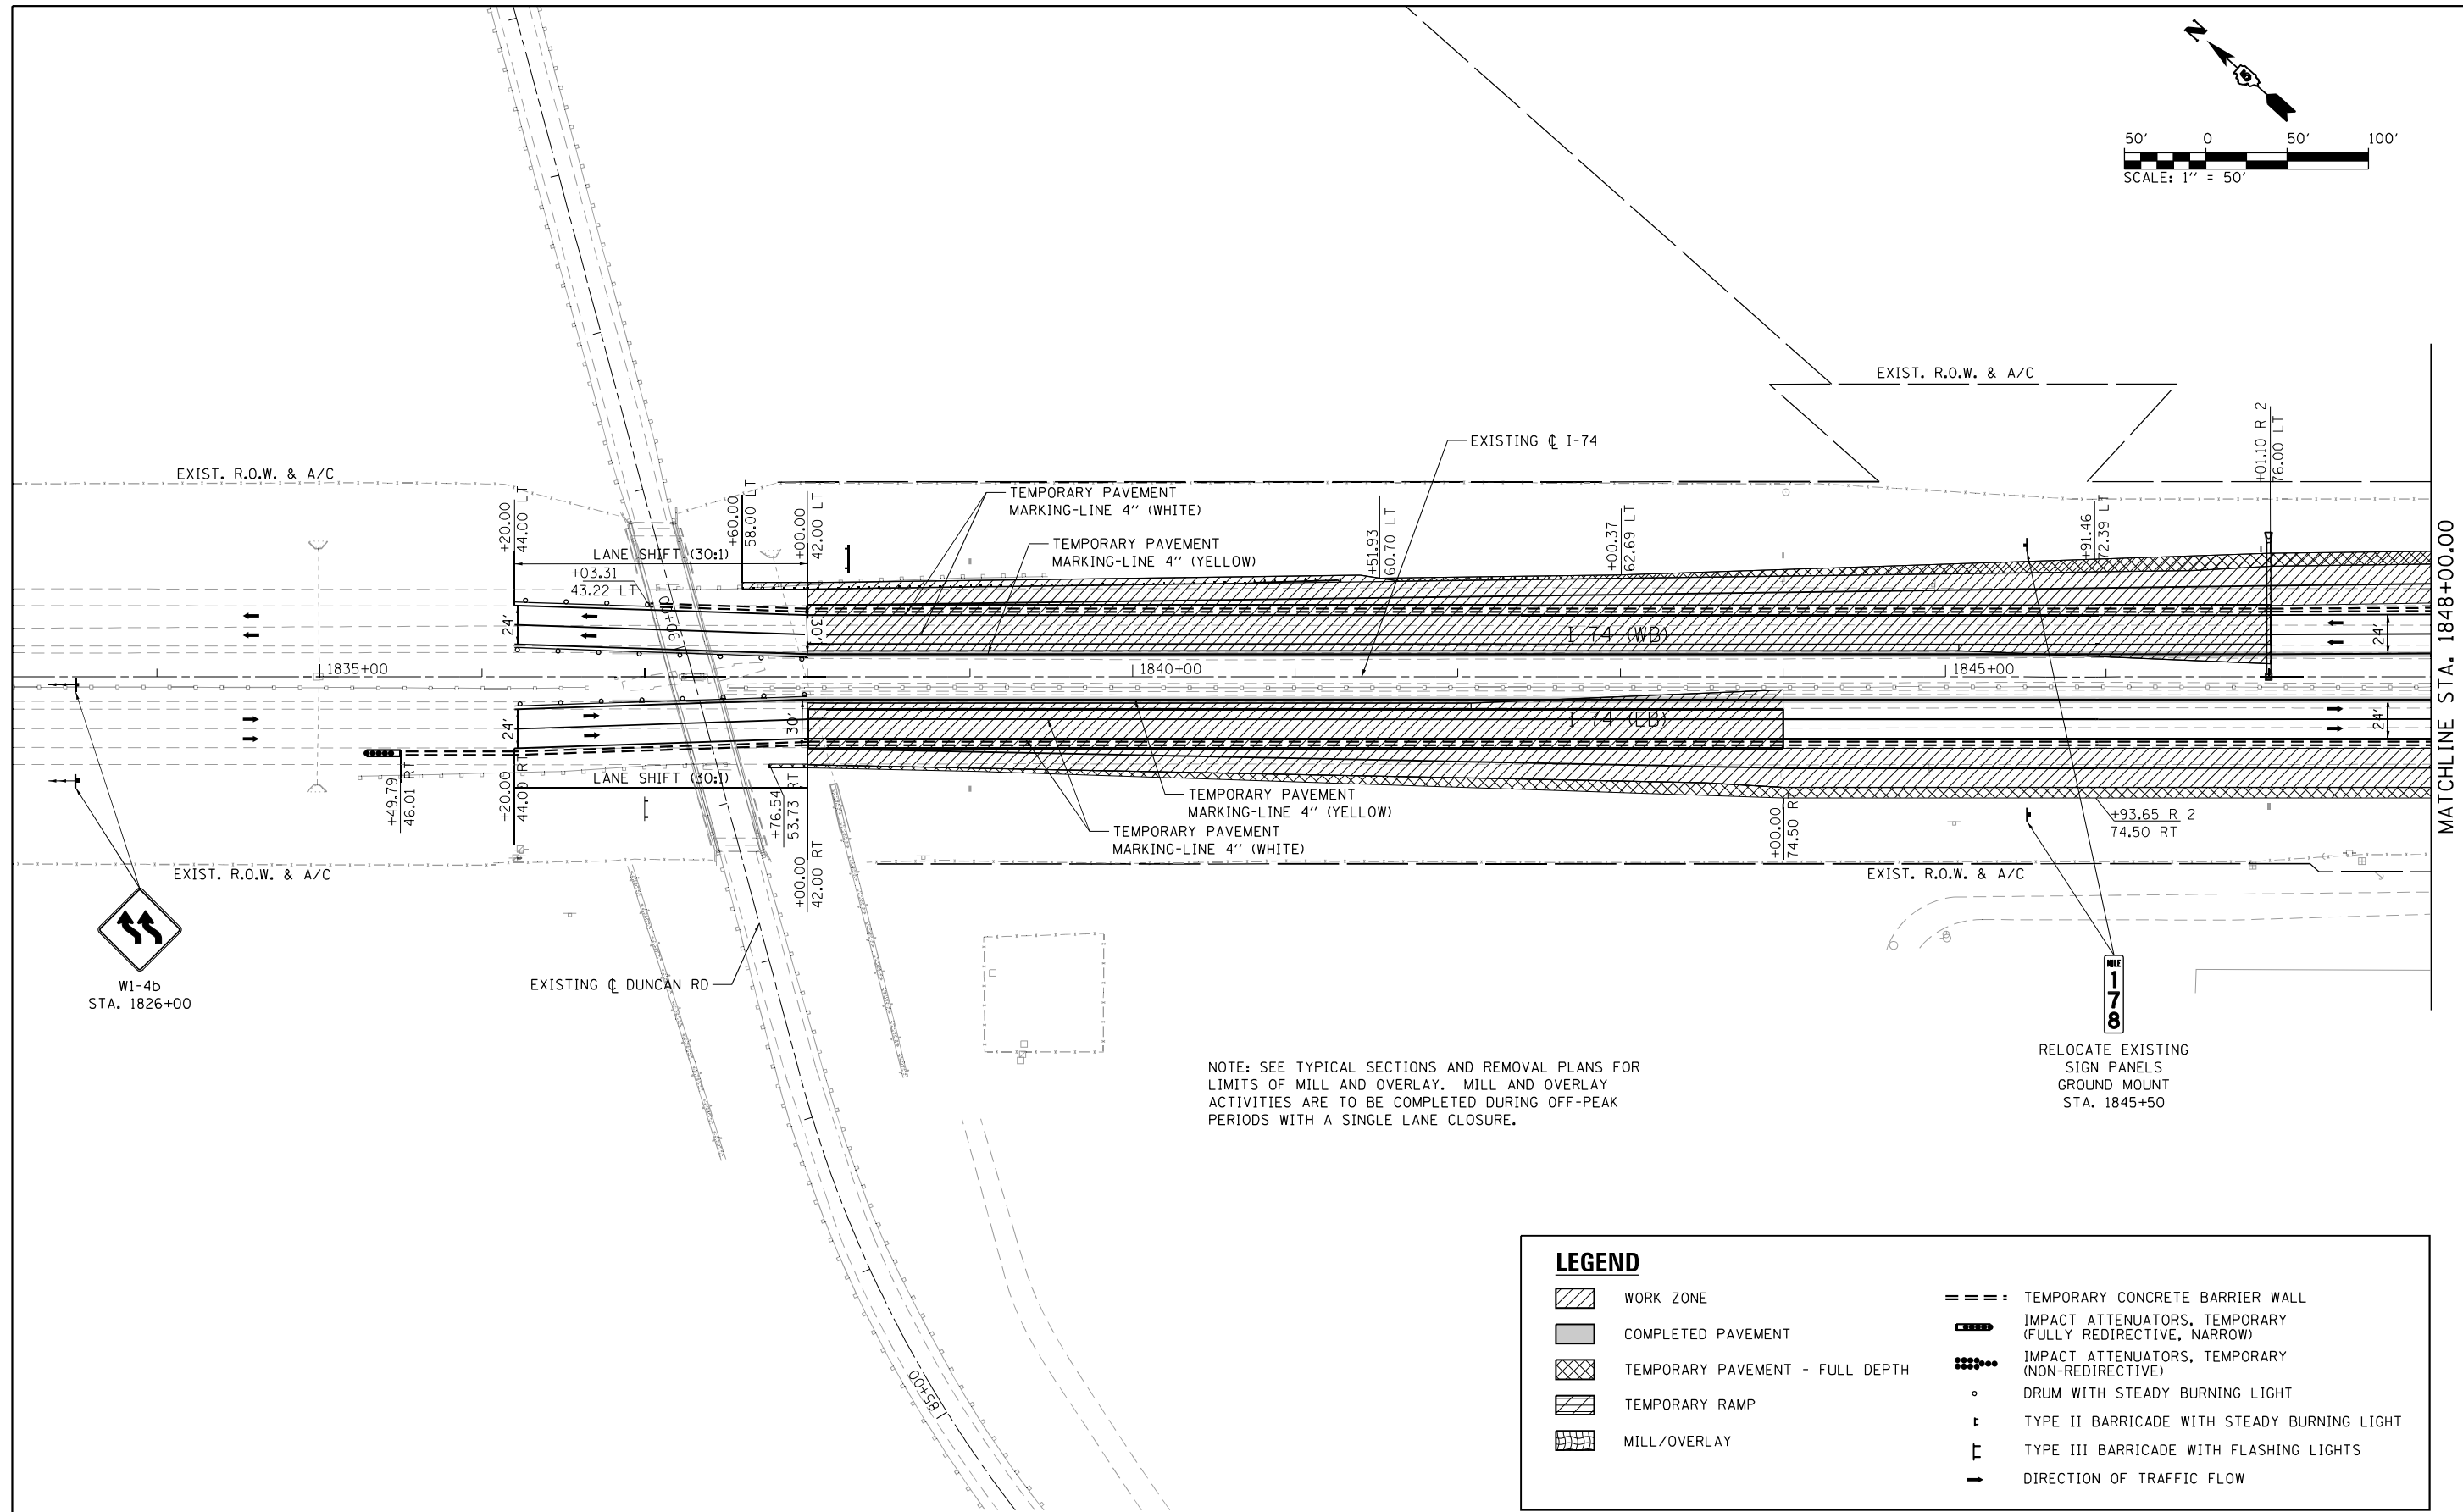 N
5
50' 0 50' 100'
SCALE: 1'' = 50'
EXIST. R.O.W. & A/C
EXISTING ℄ I-74
+01.10 R 2
76.00 LT
EXIST. R.O.W. & A/C
+20.00
44.00 LT
+60.00
58.00 LT
+00.00
42.00 LT
TEMPORARY PAVEMENT
MARKING-LINE 4'' (WHITE)
TEMPORARY PAVEMENT
MARKING-LINE 4'' (YELLOW)
+51.93
60.70 LT
+00.37
62.69 LT
+91.46
72.39 LT
LANE SHIFT (30:1)
+03.31
43.22 LT
24'
30'
I 74 (WB)
24'
MATCHLINE STA. 1848+00.00
1835+00
1840+00
1845+00
24'
30'
I 74 (EB)
24'
LANE SHIFT (30:1)
+49.79
46.01 RT
+20.00
44.00 RT
+76.54
53.73 RT
+00.00
42.00 RT
TEMPORARY PAVEMENT
MARKING-LINE 4'' (YELLOW)
TEMPORARY PAVEMENT
MARKING-LINE 4'' (WHITE)
+00.00
74.50 RT
+93.65 R 2
74.50 RT
EXIST. R.O.W. & A/C
EXIST. R.O.W. & A/C
W1-4b
STA. 1826+00
EXISTING ℄ DUNCAN RD
MILE
1
7
8
RELOCATE EXISTING
SIGN PANELS
GROUND MOUNT
STA. 1845+50
NOTE: SEE TYPICAL SECTIONS AND REMOVAL PLANS FOR
LIMITS OF MILL AND OVERLAY. MILL AND OVERLAY
ACTIVITIES ARE TO BE COMPLETED DURING OFF-PEAK
PERIODS WITH A SINGLE LANE CLOSURE.
185+00
LEGEND
WORK ZONE
COMPLETED PAVEMENT
TEMPORARY PAVEMENT - FULL DEPTH
TEMPORARY RAMP
MILL/OVERLAY
TEMPORARY CONCRETE BARRIER WALL
IMPACT ATTENUATORS, TEMPORARY
(FULLY REDIRECTIVE, NARROW)
IMPACT ATTENUATORS, TEMPORARY
(NON-REDIRECTIVE)
DRUM WITH STEADY BURNING LIGHT
TYPE II BARRICADE WITH STEADY BURNING LIGHT
TYPE III BARRICADE WITH FLASHING LIGHTS
DIRECTION OF TRAFFIC FLOW